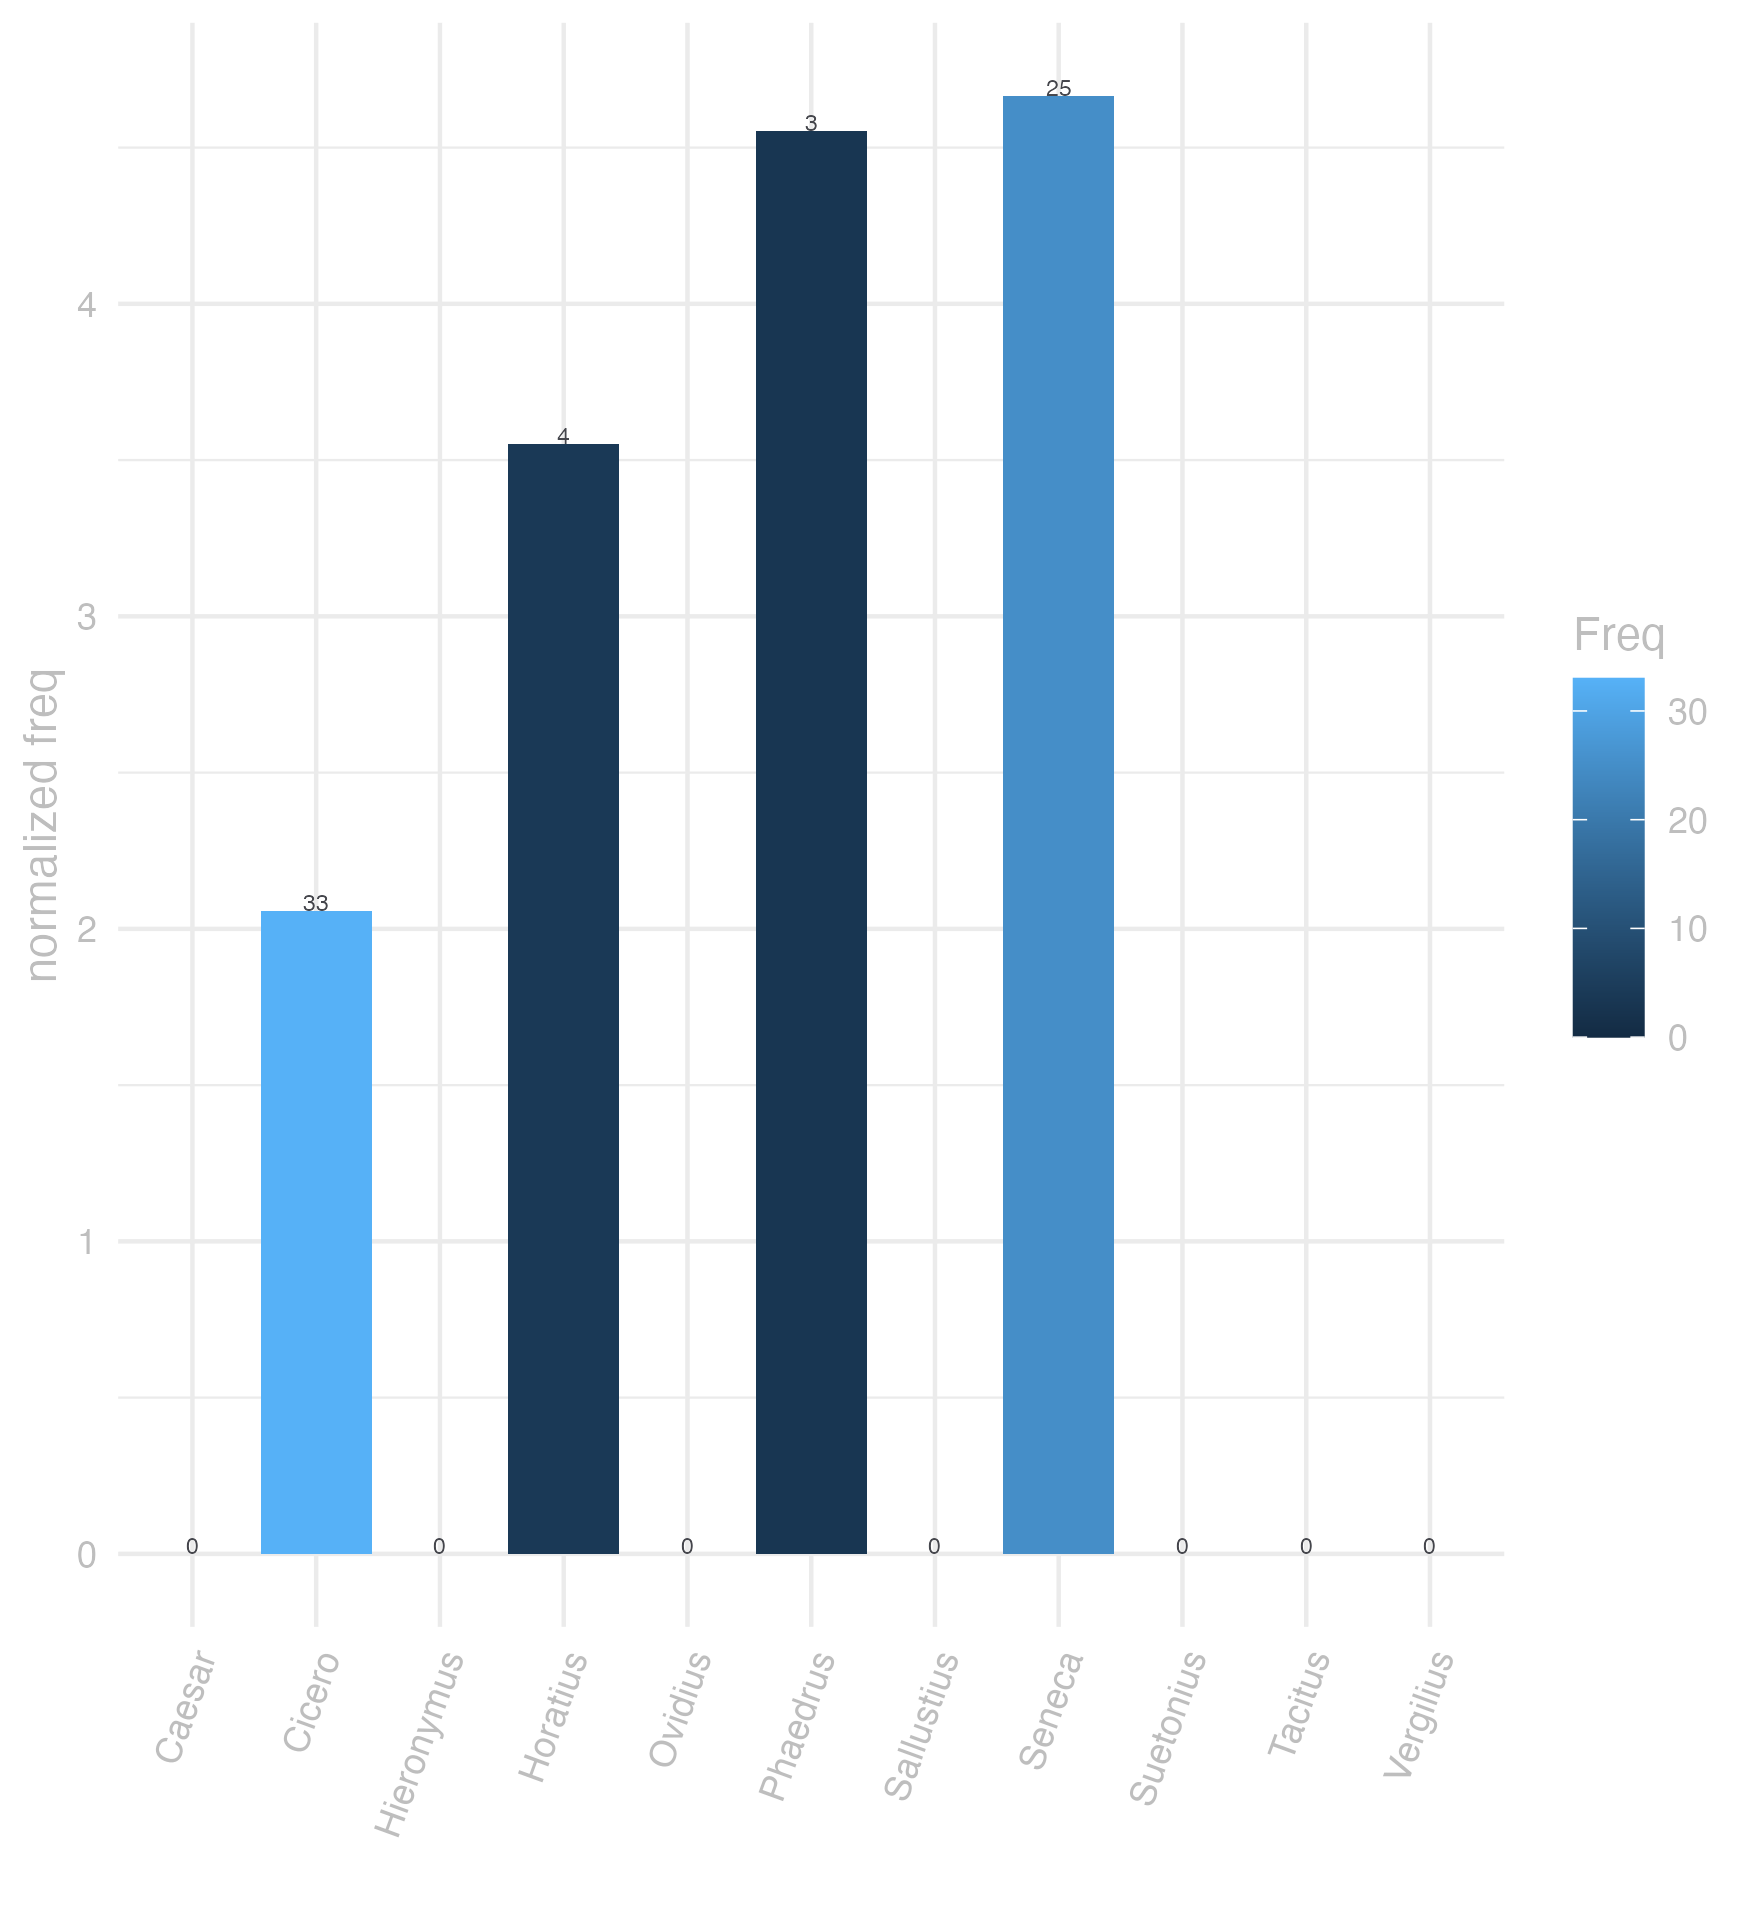 25
3
4
4
3
33
2
1
0
0 0 0 0 0 0 0
normalized freq
Caesar
Cicero
Hieronymus
Horatius
Ovidius
Phaedrus
Sallustius
Seneca
Suetonius
Tacitus
Vergilius
Freq
30
20
10
0